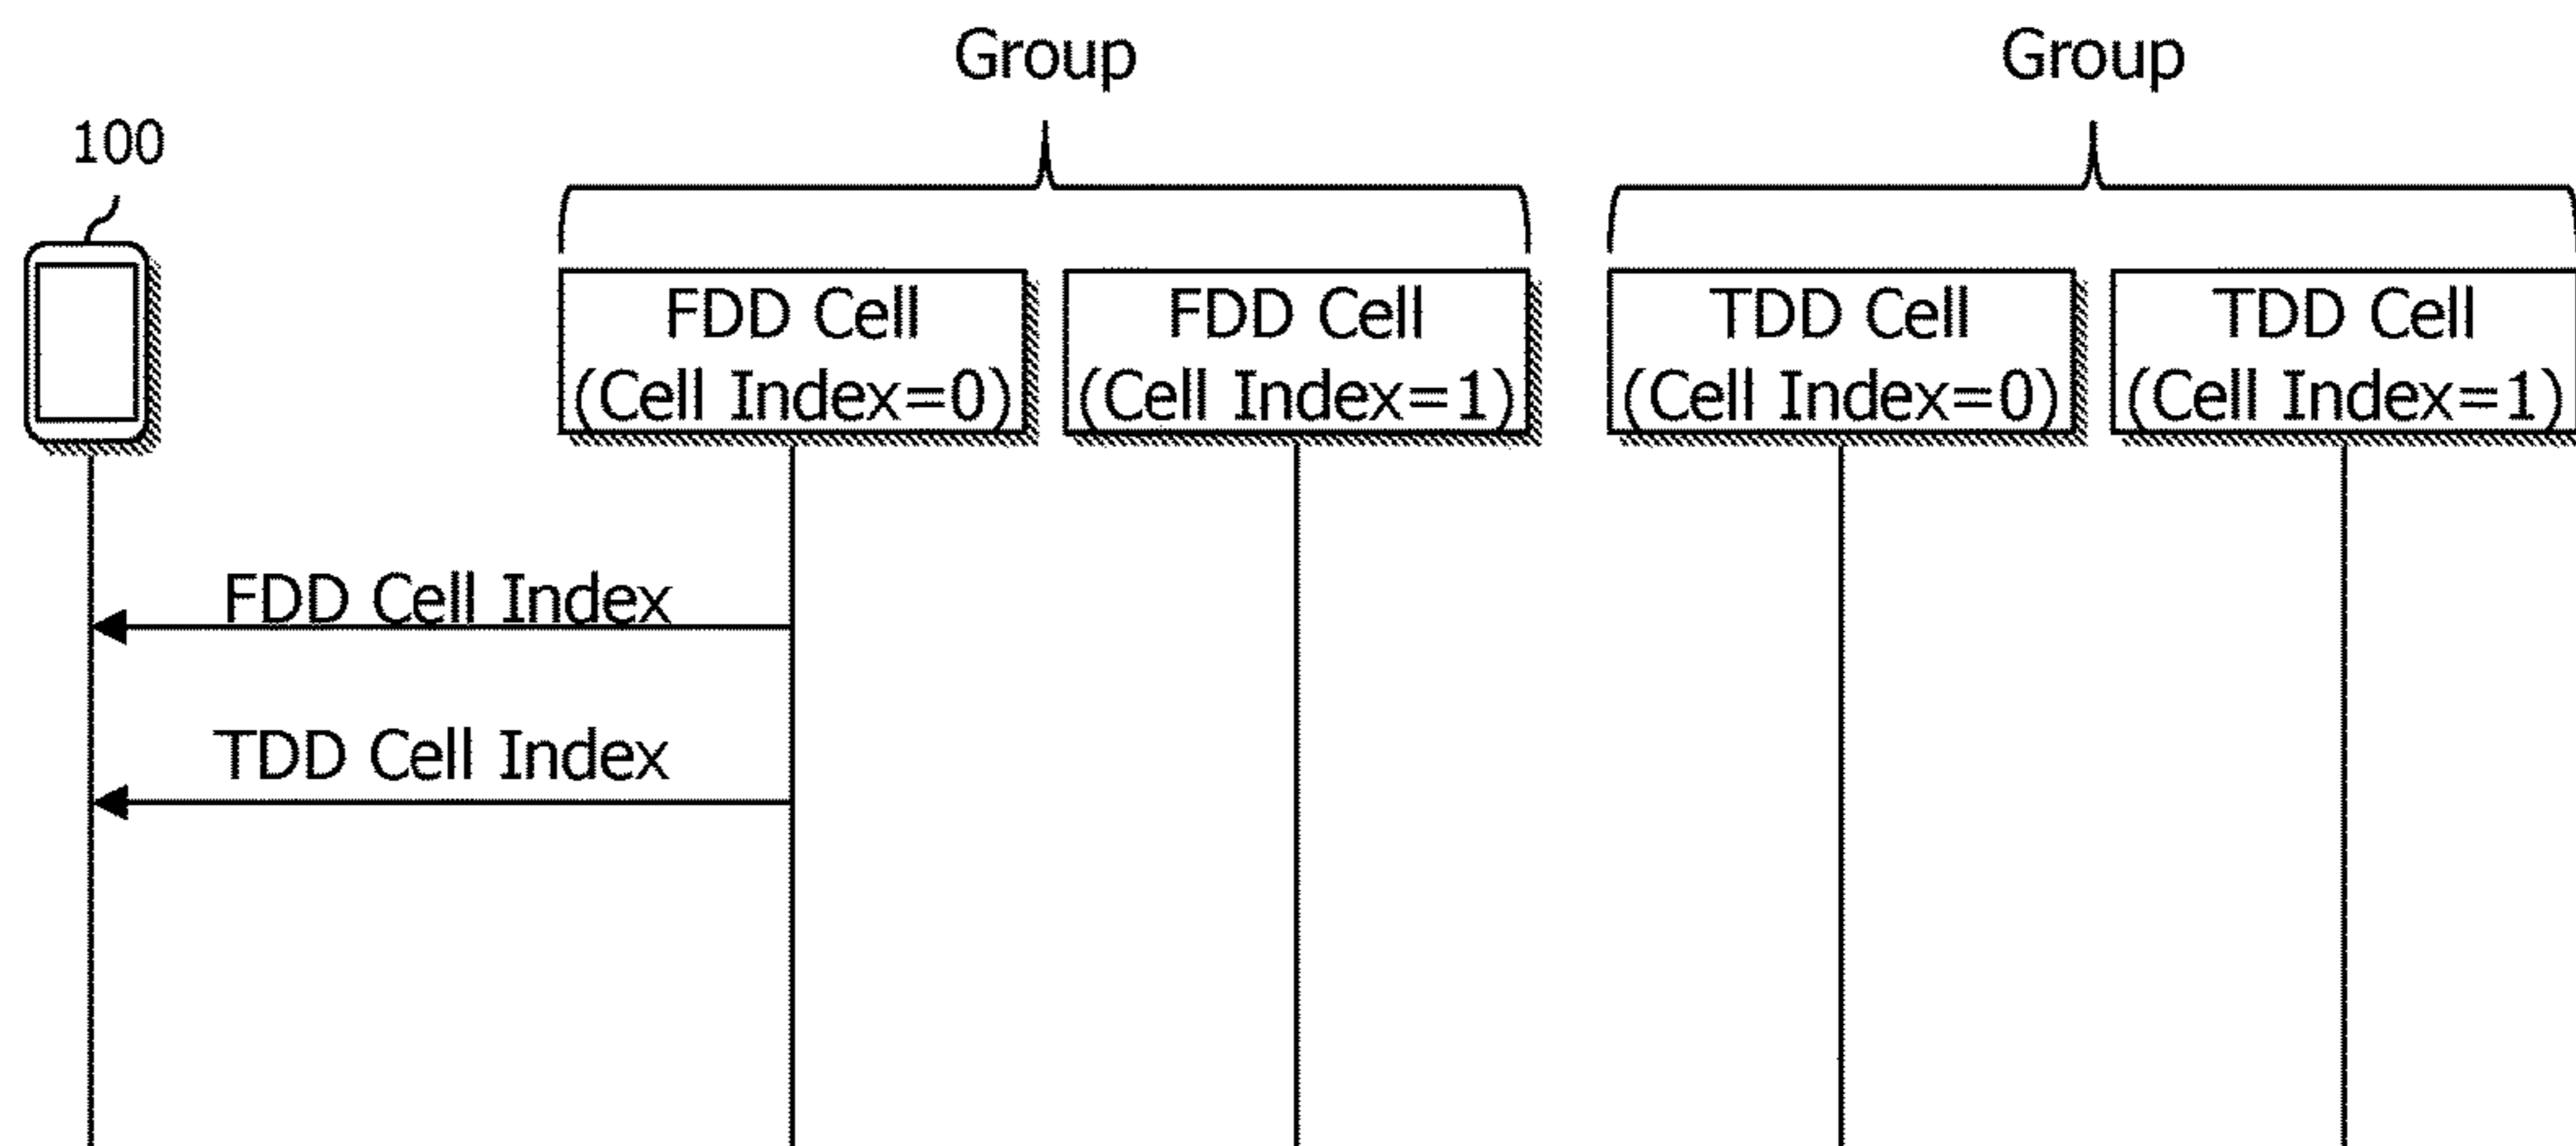 Group
Group
100
FDD Cell
(Cell Index=0)
FDD Cell
(Cell Index=1)
TDD Cell
(Cell Index=0)
TDD Cell
(Cell Index=1)
FDD Cell Index
TDD Cell Index